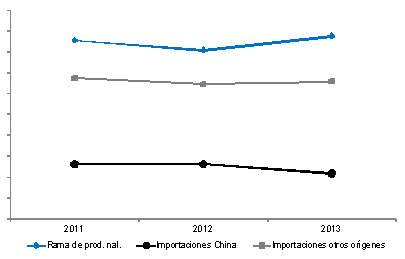 2011 2012 2013
Rama de prod. nal. Importaciones China Importaciones otros orígenes